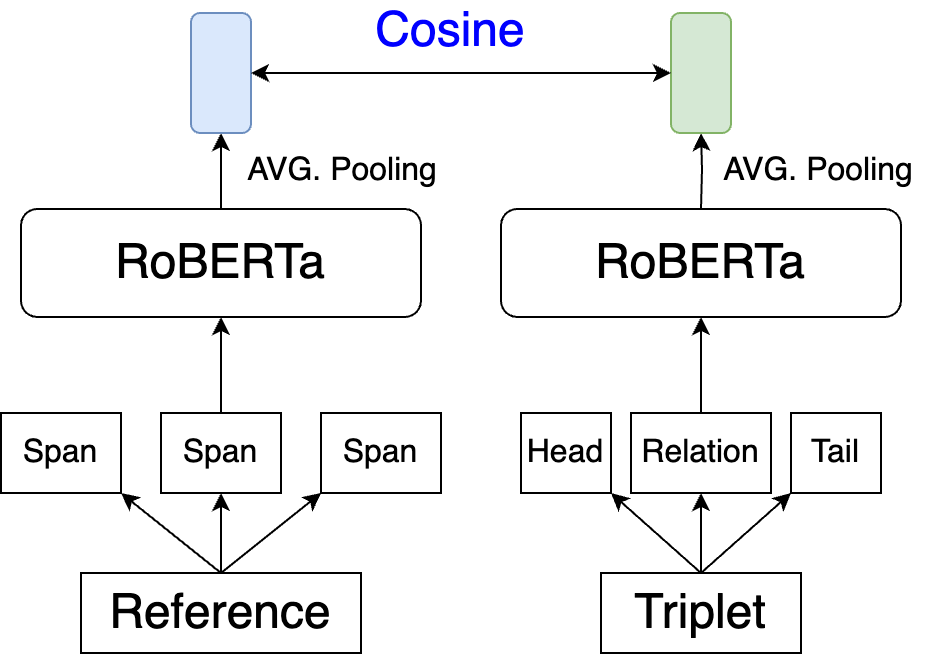 Cosine
AVG. Pooling
AVG. Pooling
RoBERTa
RoBERTa
Span
Span
Span
Head
Relation
Tail
Reference
Triplet